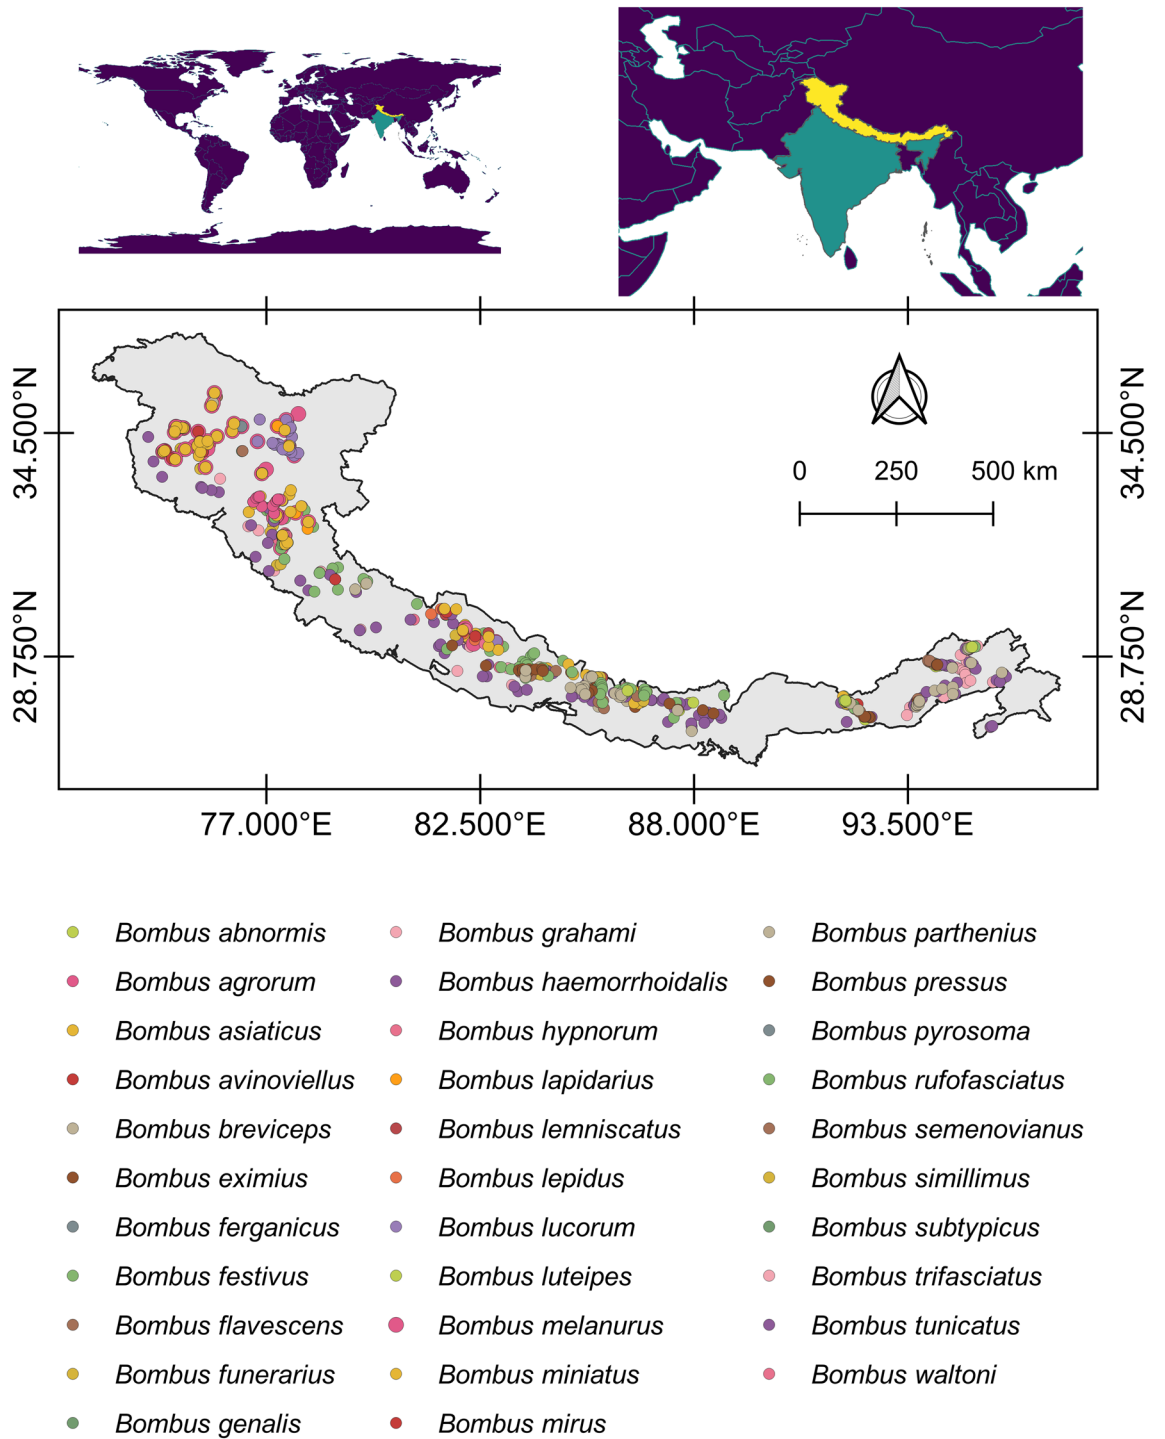 34.500°N
34.500°N
0 250 500 km
28.750°N
28.750°N
77.000°E 82.500°E 88.000°E 93.500°E
Bombus abnormis Bombus grahami Bombus parthenius
Bombus agrorum Bombus haemorrhoidalis Bombus pressus
Bombus asiaticus Bombus hypnorum Bombus pyrosoma
Bombus avinoviellus Bombus lapidarius Bombus rufofasciatus
Bombus breviceps Bombus lemniscatus Bombus semenovianus
Bombus eximius Bombus lepidus Bombus simillimus
Bombus ferganicus Bombus lucorum Bombus subtypicus
Bombus festivus Bombus luteipes Bombus trifasciatus
Bombus flavescens Bombus melanurus Bombus tunicatus
Bombus funerarius Bombus miniatus Bombus waltoni
Bombus genalis Bombus mirus